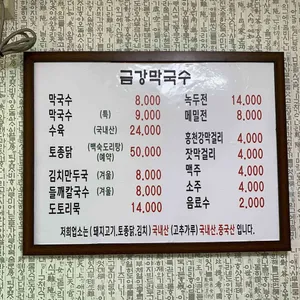 금강막국수
막국수 8,000
막국수 (특) 9,000
수육 (국내산) 24,000
토종닭 (백숙도리탕) (예약) 50,000
김치만두국 (겨울) 8,000
들깨칼국수 (겨울) 8,000
도토리묵 14,000
녹두전 14,000
메밀전 8,000
홍천강막걸리 4,000
잣막걸리 4,000
맥주 4,000
소주 4,000
음료수 2,000
저희업소는 (돼지고기,토종닭,김치) 국내산 (고추가루) 국내산,중국산 입니다.